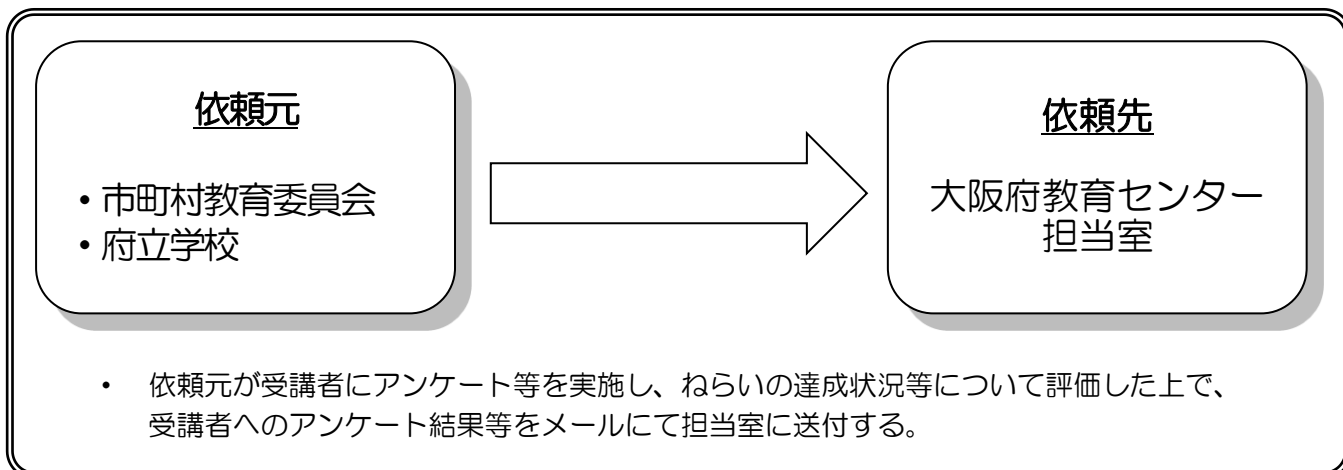 依頼元
・市町村教育委員会
・府立学校
依頼先
大阪府教育センター
担当室
・ 依頼元が受講者にアンケート等を実施し、ねらいの達成状況等について評価した上で、
受講者へのアンケート結果等をメールにて担当室に送付する。